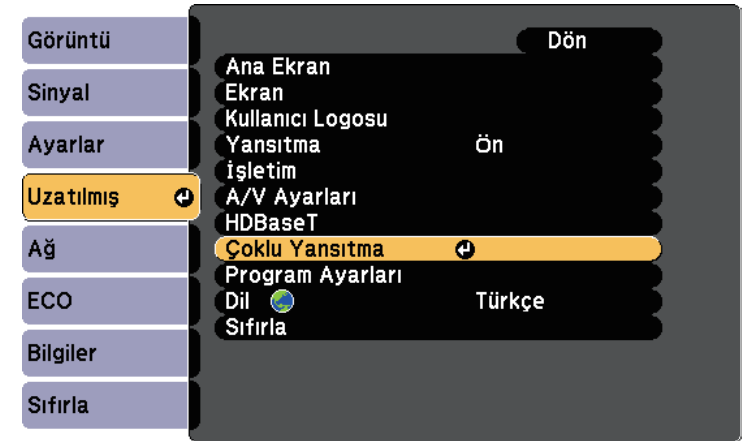 Görüntü
Sinyal
Ayarlar
Uzatılmış
Ağ
ECO
Bilgiler
Sıfırla
Dön
Ana Ekran
Ekran
Kullanıcı Logosu
Yansıtma Ön
İşletim
A/V Ayarları
HDBaseT
Çoklu Yansıtma
Program Ayarları
Dil Türkçe
Sıfırla